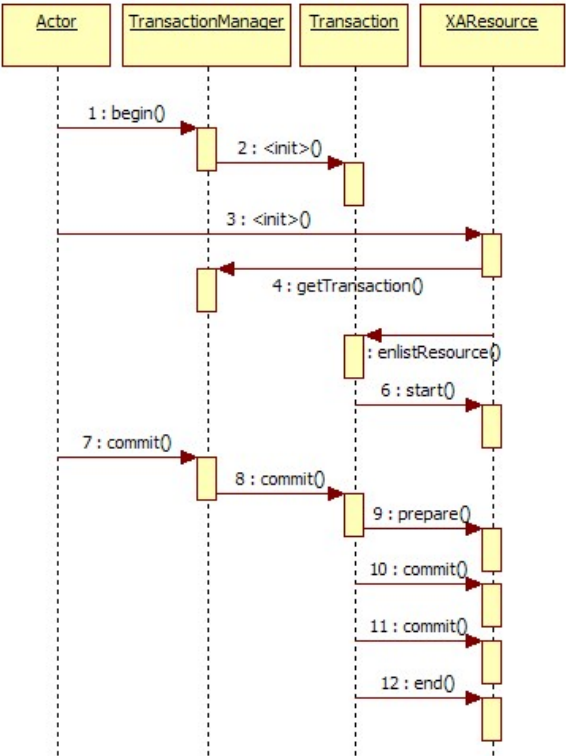 Actor TransactionManager Transaction XAResource
1 : begin()
2 : <init>()
3 : <init>()
4 : getTransaction()
: enlistResource()
6 : start()
7 : commit()
8 : commit()
9 : prepare()
10 : commit()
11 : commit()
12 : end()